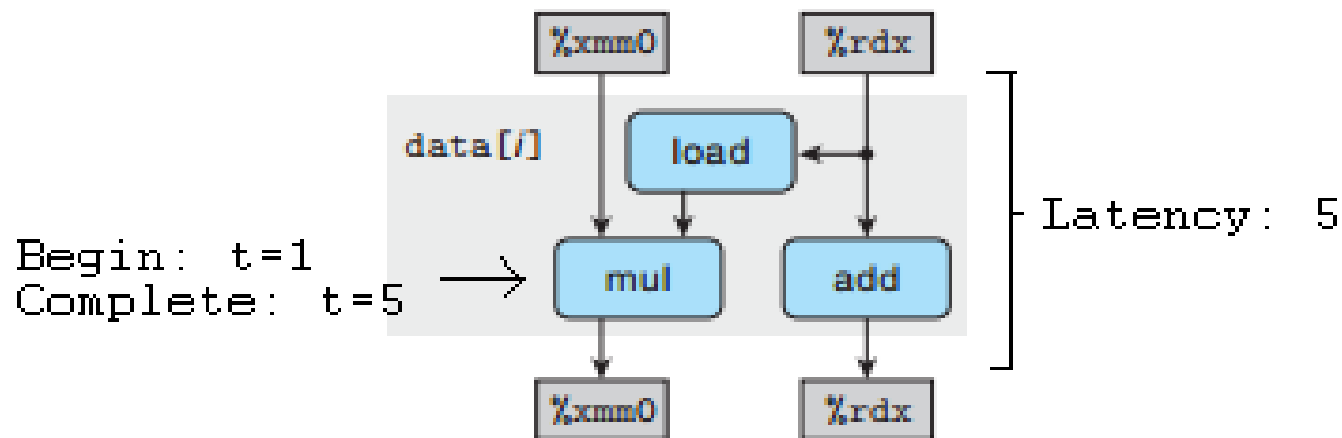 %xmm0 %rdx
data[i]
load
Latency: 5
Begin: t=1
Complete: t=5
mul add
%xmm0 %rdx